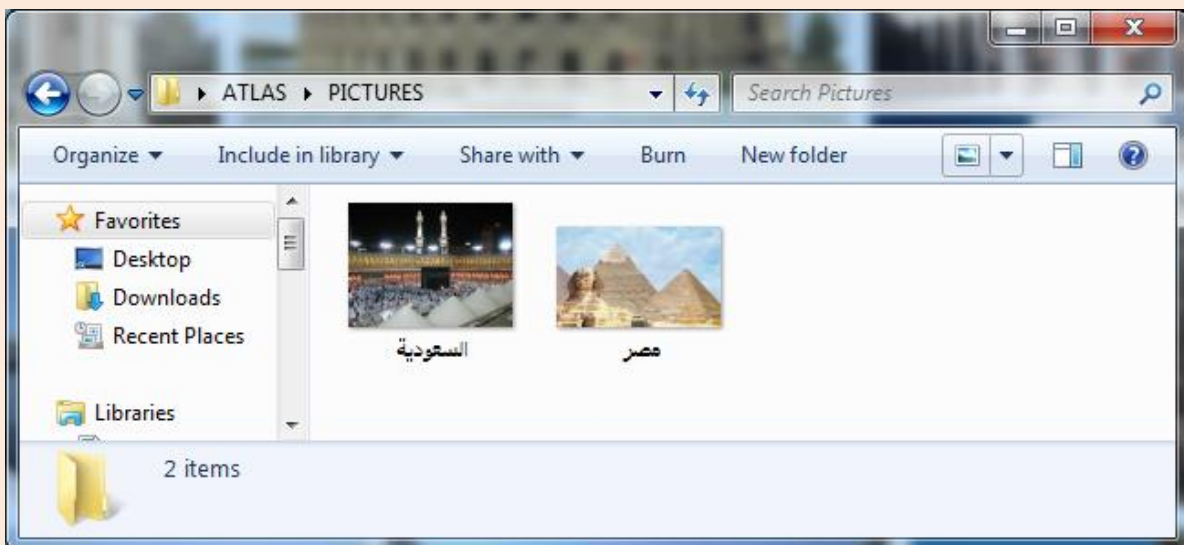 ATLAS PICTURES
Search Pictures
Organize Include in library Share with Burn New folder
Favorites
Desktop
Downloads
Recent Places
Libraries
السعودية
مصر
2 items